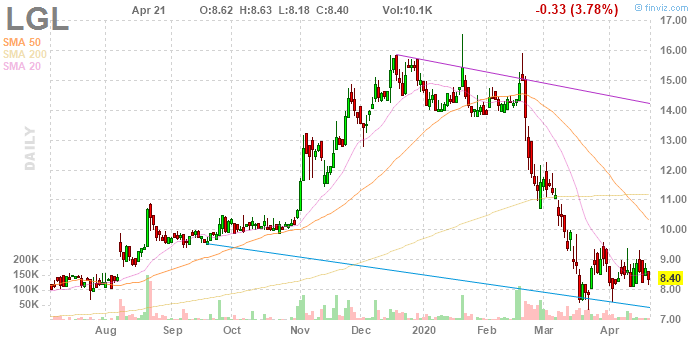 LGL
Apr 21 O:8.62 H:8.63 L:8.18 C:8.40 Vol:10.1K -0.33 (3.78%)
© finviz.com
SMA 50
SMA 200
SMA 20
DAILY
17.00
16.00
15.00
14.00
13.00
12.00
11.00
10.00
9.00
8.40
8.00
7.00
200K
150K
100K
50K
Aug Sep Oct Nov Dec 2020 Feb Mar Apr